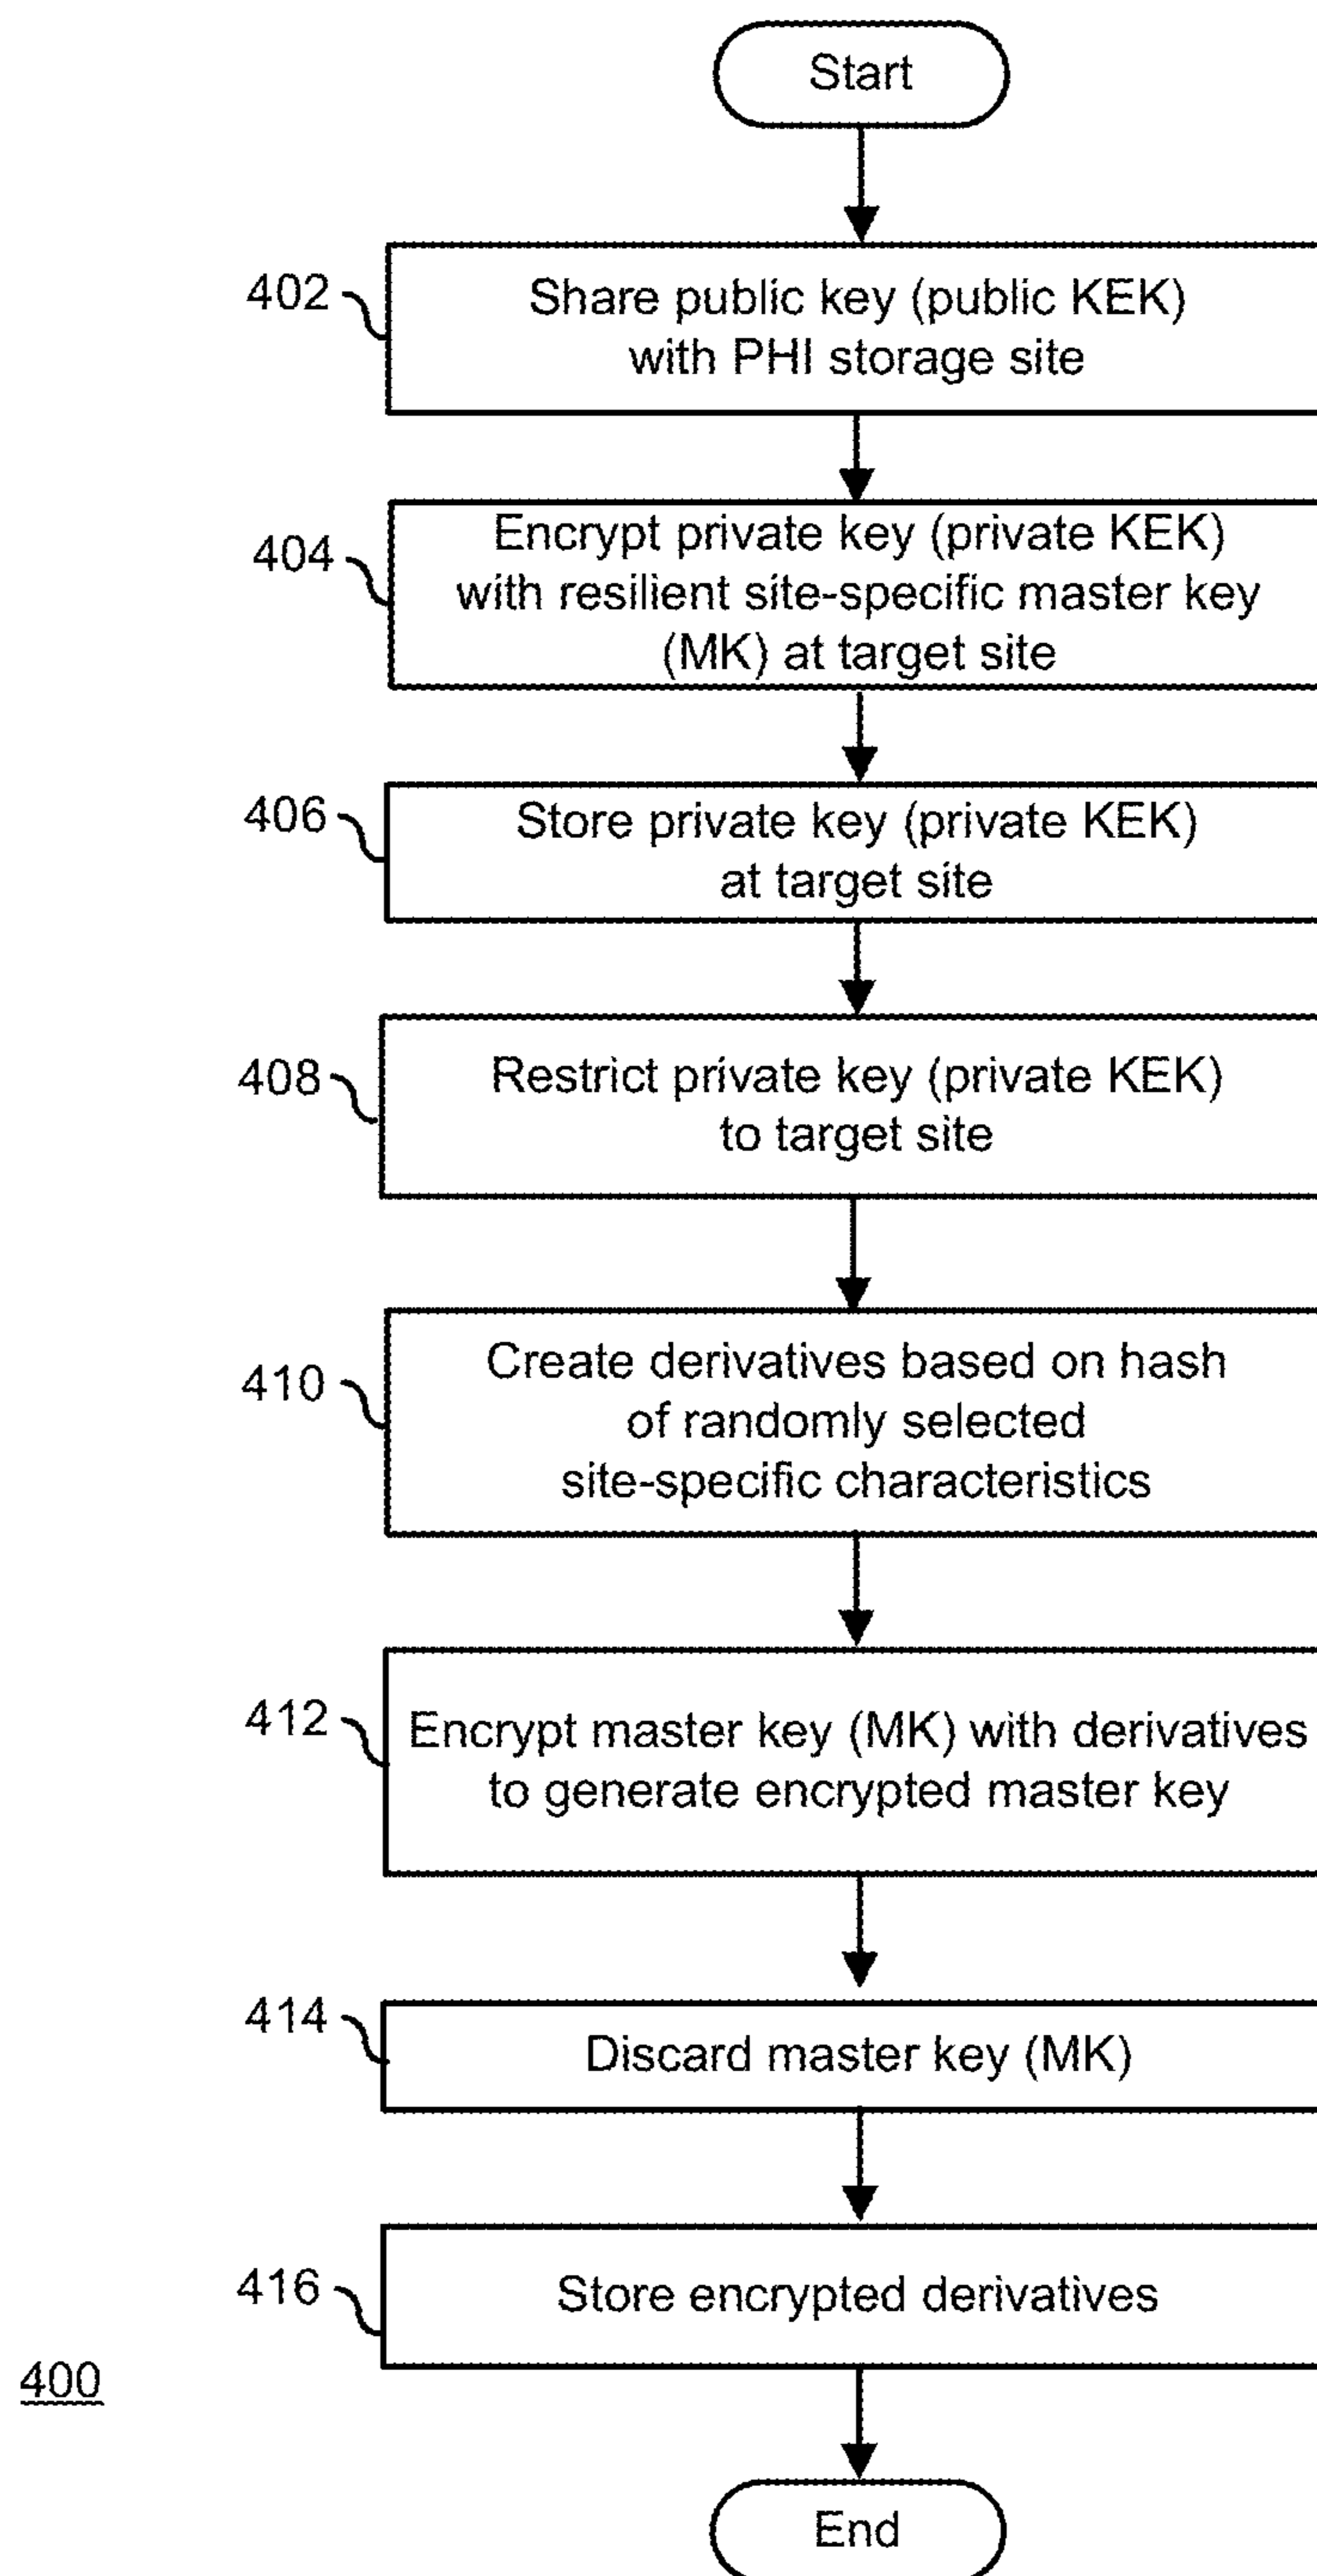 Start
402
Share public key (public KEK)
with PHI storage site
404
Encrypt private key (private KEK)
with resilient site-specific master key
(MK) at target site
406
Store private key (private KEK)
at target site
408
Restrict private key (private KEK)
to target site
410
Create derivatives based on hash
of randomly selected
site-specific characteristics
412
Encrypt master key (MK) with derivatives
to generate encrypted master key
414
Discard master key (MK)
416
Store encrypted derivatives
400
End